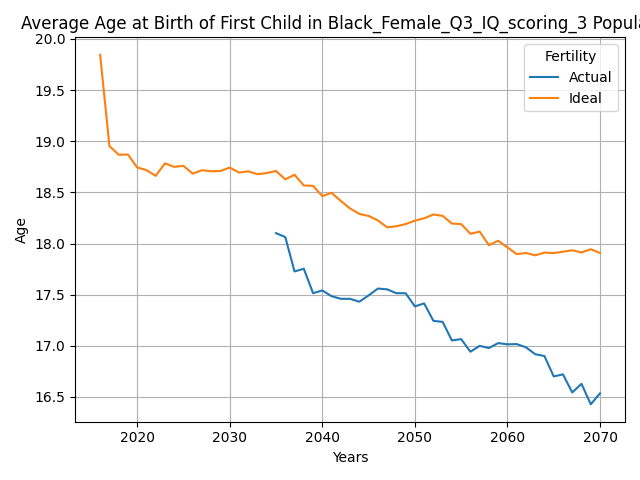 Average Age at Birth of First Child in Black_Female_Q3_IQ_scoring_3 Popula
20.0
19.5
19.0
18.5
18.0
17.5
17.0
16.5
Age
Fertility
Actual
Ideal
2020 2030 2040 2050 2060 2070
Years